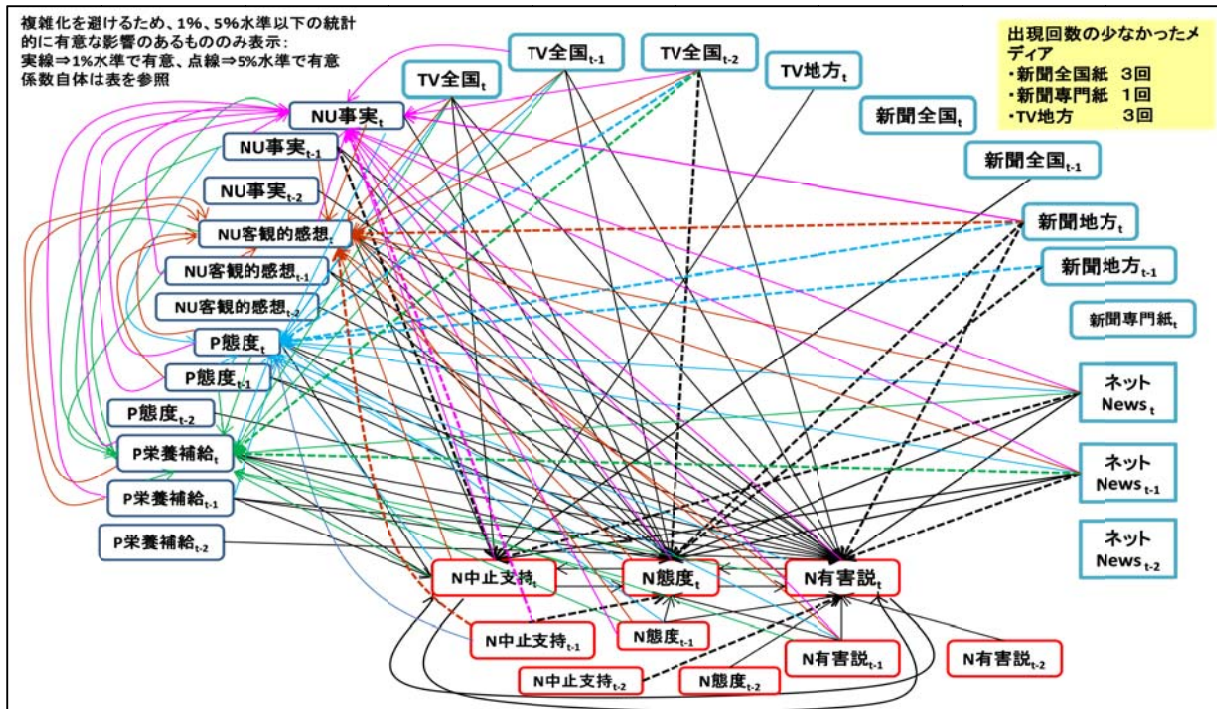 複雑化を避けるため、1%、5%水準以下の統計
的に有意な影響のあるもののみ表示:
実線⇒1%水準で有意、点線⇒5%水準で有意
係数自体は表を参照
出現回数の少なかったメ
ディア
・新聞全国紙 3回
・新聞専門紙 1回
・TV地方 3回
TV全国t-1
TV全国t-2
TV全国t
TV地方t
NU事実t
新聞全国t
NU事実t-1
新聞全国t-1
NU事実t-2
新聞地方t
NU客観的感想t
新聞地方t-1
NU客観的感想t-1
NU客観的感想t-2
新聞専門紙t
P態度t
P態度t-1
ネット
Newst
P態度t-2
P栄養補給t
ネット
Newst-1
P栄養補給t-1
P栄養補給t-2
ネット
Newst-2
N中止支持t
N態度t
N有害説t
N中止支持t-1
N態度t-1
N有害説t-1
N有害説t-2
N中止支持t-2
N態度t-2